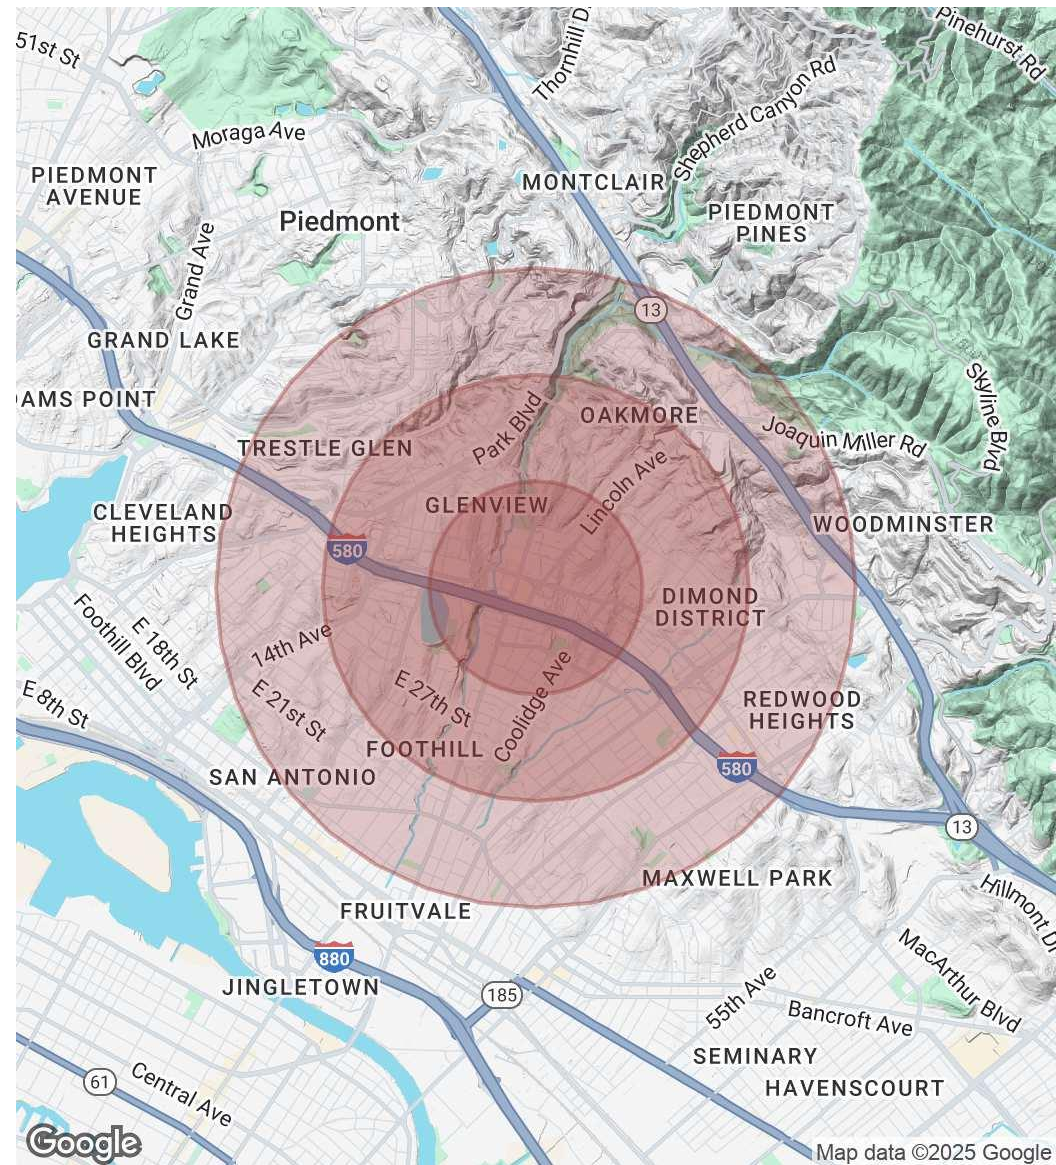 51st St
Thornhill D
Pinehurst Rd
Moraga Ave
Shepherd Canyon Rd
PIEDMONT
AVENUE
MONTCLAIR
Piedmont
PIEDMONT
PINES
Grand Ave
13
GRAND LAKE
DAMS POINT
Skyline Blvd
OAKMORE
Park Blvd
Joaquin Miller Rd
TRESTLE GLEN
Lincoln Ave
GLENVIEW
CLEVELAND
HEIGHTS
WOODMINSTER
580
DIMOND
DISTRICT
Foothill Blvd
E 18th St
14th Ave
E 8th St
E 21st St
E 27th St
Coolidge Ave
REDWOOD
HEIGHTS
FOOTHILL
SAN ANTONIO
580
13
MAXWELL PARK
Hillmont Dr
FRUITVALE
880
JINGLETOWN
185
MacArthur Blvd
55th Ave
Bancroft Ave
SEMINARY
61
Central Ave
HAVENSCOURT
Google
Map data ©2025 Google